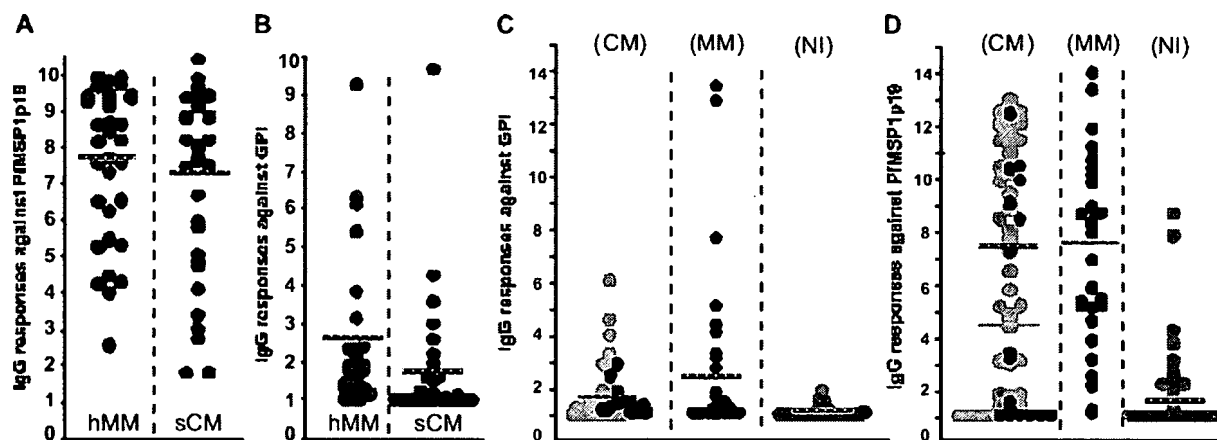 A
B
C
D
(CM)
(MM)
(NI)
(CM)
(MM)
(NI)
IgG responses against PfMSP1p19
10
9
8
7
6
5
4
3
2
1
0
hMM
sCM
IgG responses against GPI
10
9
8
7
6
5
4
3
2
1
0
hMM
sCM
IgG responses against GPI
14
12
10
8
6
4
2
0
IgG responses against PfMSP1p19
14
12
10
8
6
4
2
0